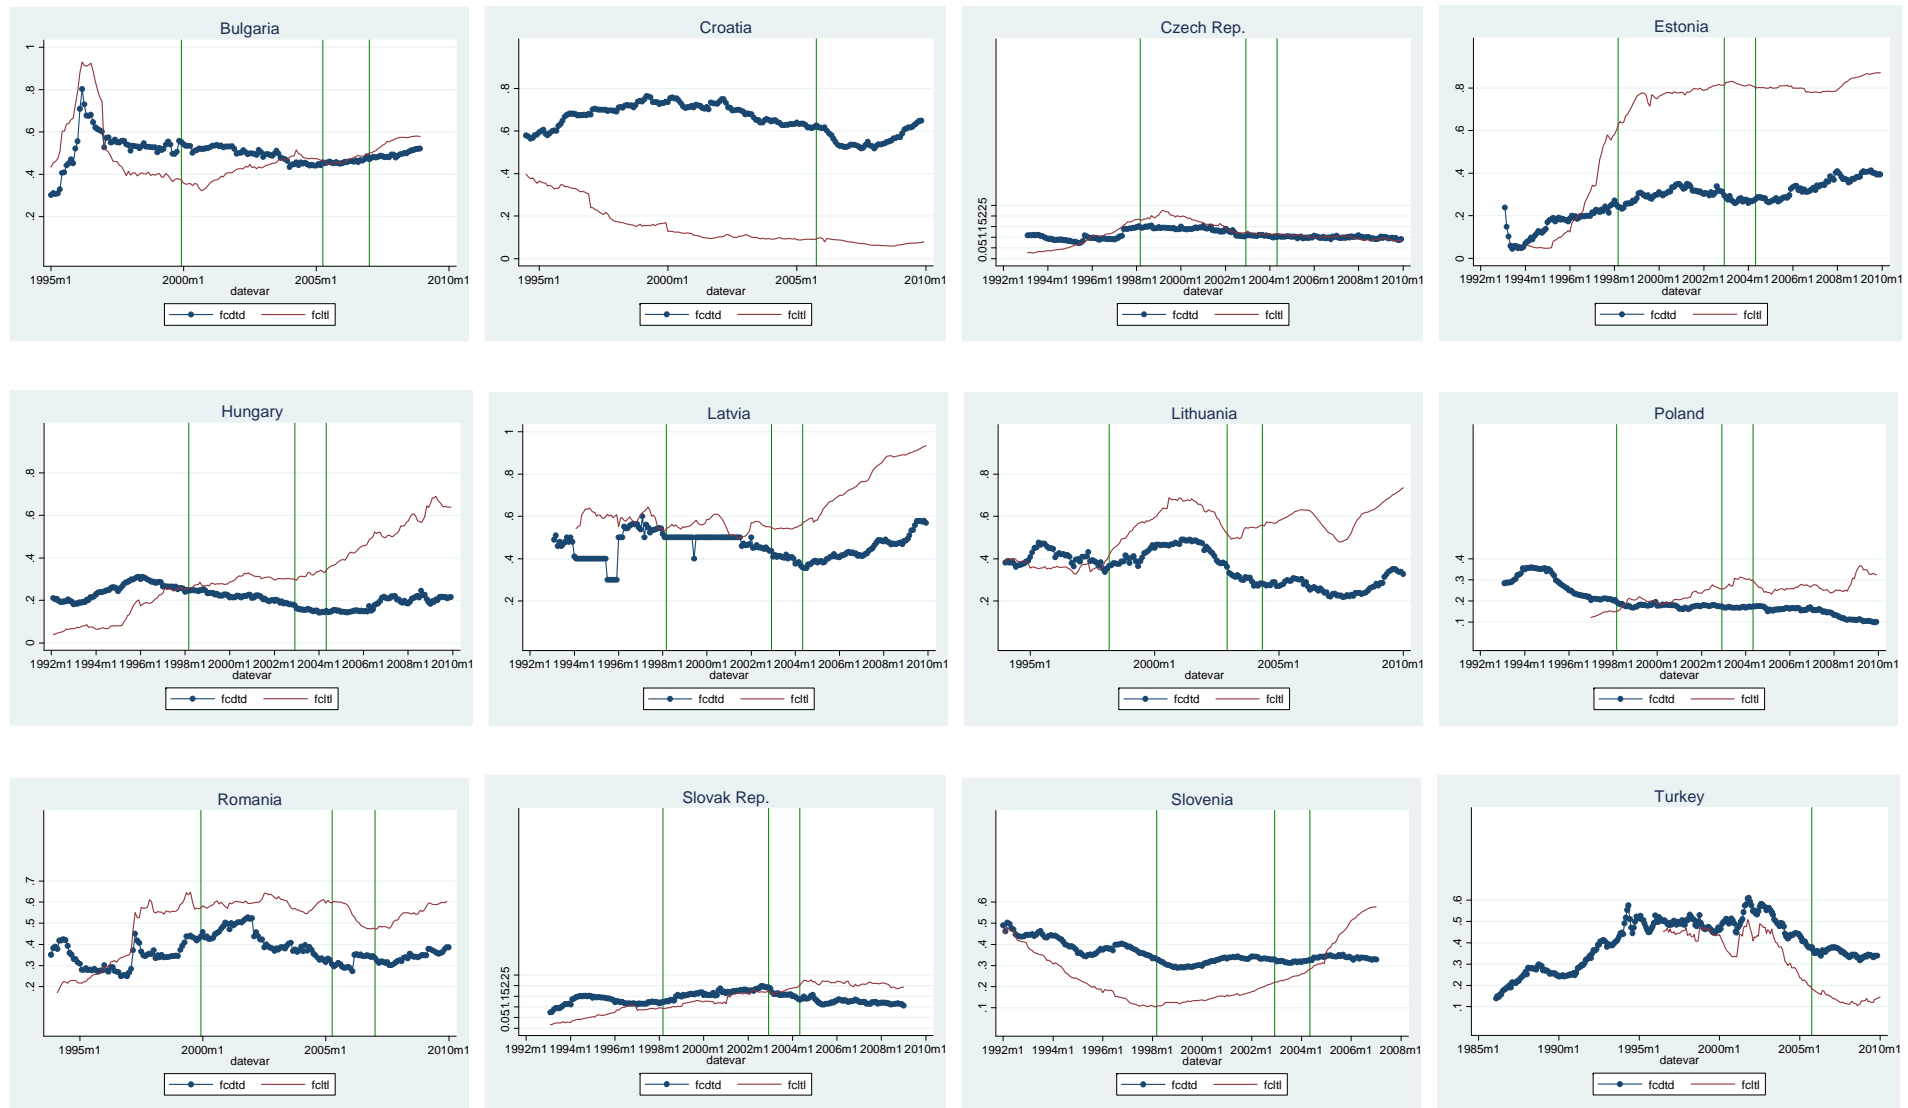 Bulgaria
1
.8
.6
.4
.2
1995m1 2000m1 2005m1 2010m1
datevar
fcdtd fcltl
Croatia
.8
.6
.4
.2
0
1995m1 2000m1 2005m1 2010m1
datevar
fcdtd fcltl
Czech Rep.
0.05.1.15.2.25
1992m1 1994m1 1996m1 1998m1 2000m1 2002m1 2004m1 2006m1 2008m1 2010m1
datevar
fcdtd fcltl
Estonia
.8
.6
.4
.2
0
1992m1 1994m1 1996m1 1998m1 2000m1 2002m1 2004m1 2006m1 2008m1 2010m1
datevar
fcdtd fcltl
Hungary
.8
.6
.4
.2
0
1992m1 1994m1 1996m1 1998m1 2000m1 2002m1 2004m1 2006m1 2008m1 2010m1
datevar
fcdtd fcltl
Latvia
1
.8
.6
.4
.2
1992m1 1994m1 1996m1 1998m1 2000m1 2002m1 2004m1 2006m1 2008m1 2010m1
datevar
fcdtd fcltl
Lithuania
.8
.6
.4
.2
1995m1 2000m1 2005m1 2010m1
datevar
fcdtd fcltl
Poland
.4
.3
.2
.1
1992m1 1994m1 1996m1 1998m1 2000m1 2002m1 2004m1 2006m1 2008m1 2010m1
datevar
fcdtd fcltl
Romania
.7
.6
.5
.4
.3
.2
1995m1 2000m1 2005m1 2010m1
datevar
fcdtd fcltl
Slovak Rep.
0.05.1.15.2.25
1992m1 1994m1 1996m1 1998m1 2000m1 2002m1 2004m1 2006m1 2008m1 2010m1
datevar
fcdtd fcltl
Slovenia
.6
.5
.4
.3
.2
.1
1992m1 1994m1 1996m1 1998m1 2000m1 2002m1 2004m1 2006m1 2008m1
datevar
fcdtd fcltl
Turkey
.6
.5
.4
.3
.2
.1
1985m1 1990m1 1995m1 2000m1 2005m1 2010m1
datevar
fcdtd fcltl